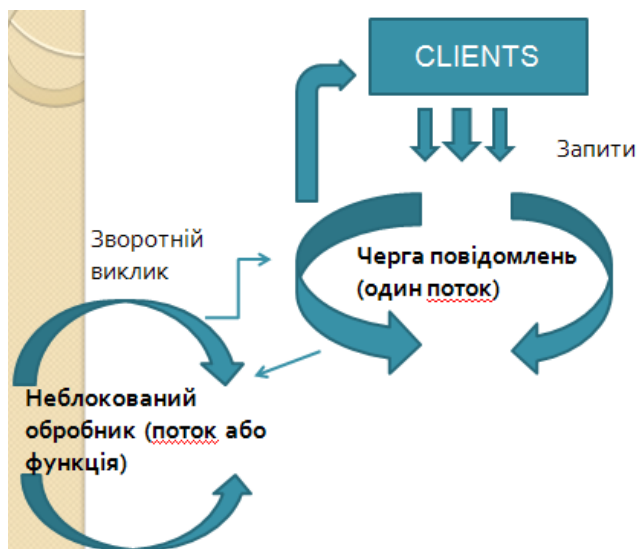 CLIENTS
Запити
Зворотній
виклик
Черга повідомлень
(один поток)
Неблокований
обробник (поток або
функція)